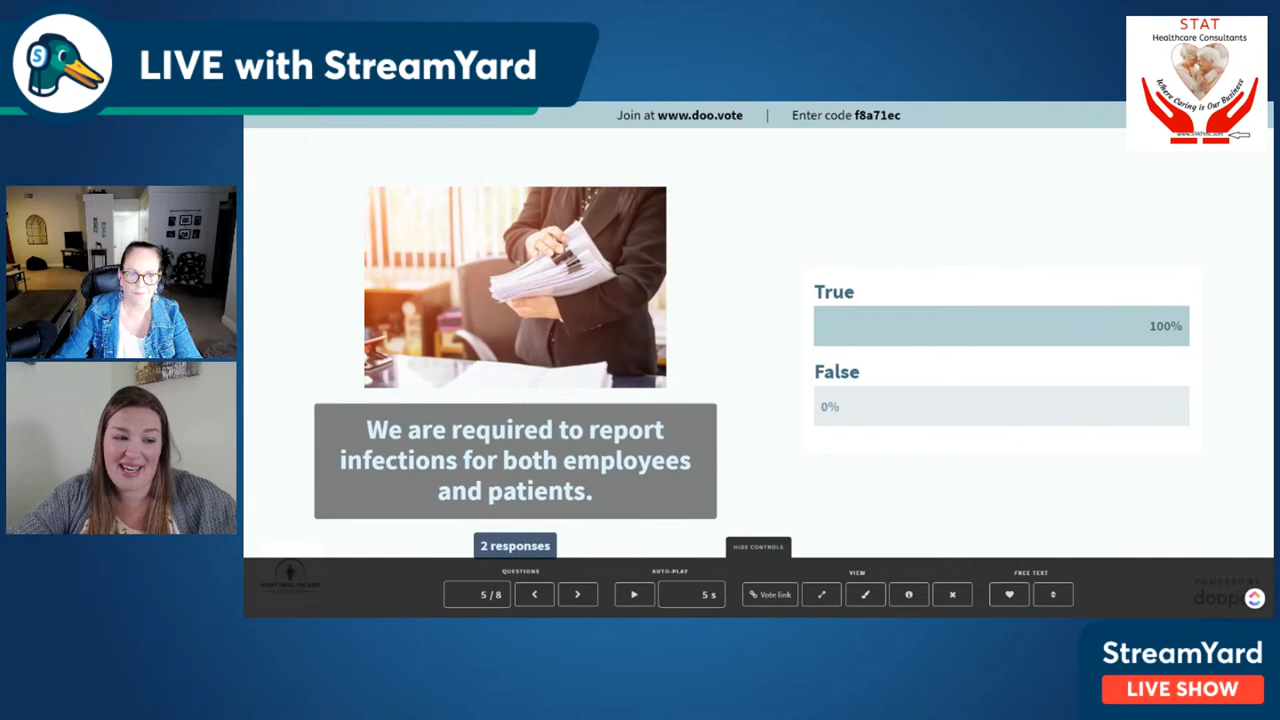 LIVE with StreamYard
S
STAT
Healthcare Consultants
Where Caring is Our Business
Join at www.doo.vote | Enter code f8a71ec
True
100%
False
0%
We are required to report
infections for both employees
and patients.
2 responses
HIDE CONTROLS
QUESTIONS
AUTO-PLAY
VIEW
FREE TEXT
5 / 8
5 s
Vote link
POWERED BY
StreamYard
LIVE SHOW